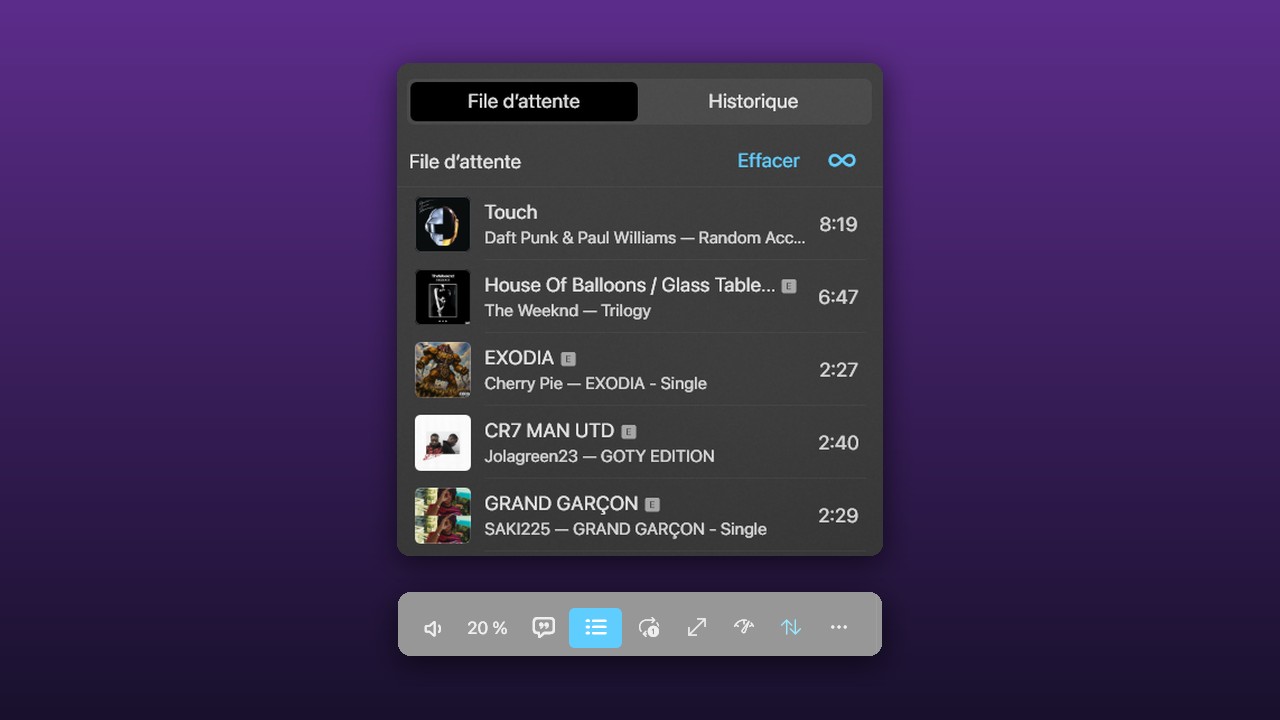 File d’attente
Historique
File d’attente
Effacer
Touch
8:19
Daft Punk & Paul Williams — Random Acc...
House Of Balloons / Glass Table... E
6:47
The Weeknd — Trilogy
EXODIA E
2:27
Cherry Pie — EXODIA - Single
CR7 MAN UTD E
2:40
Jolagreen23 — GOTY EDITION
GRAND GARÇON E
2:29
SAKI225 — GRAND GARÇON - Single
20 %
1